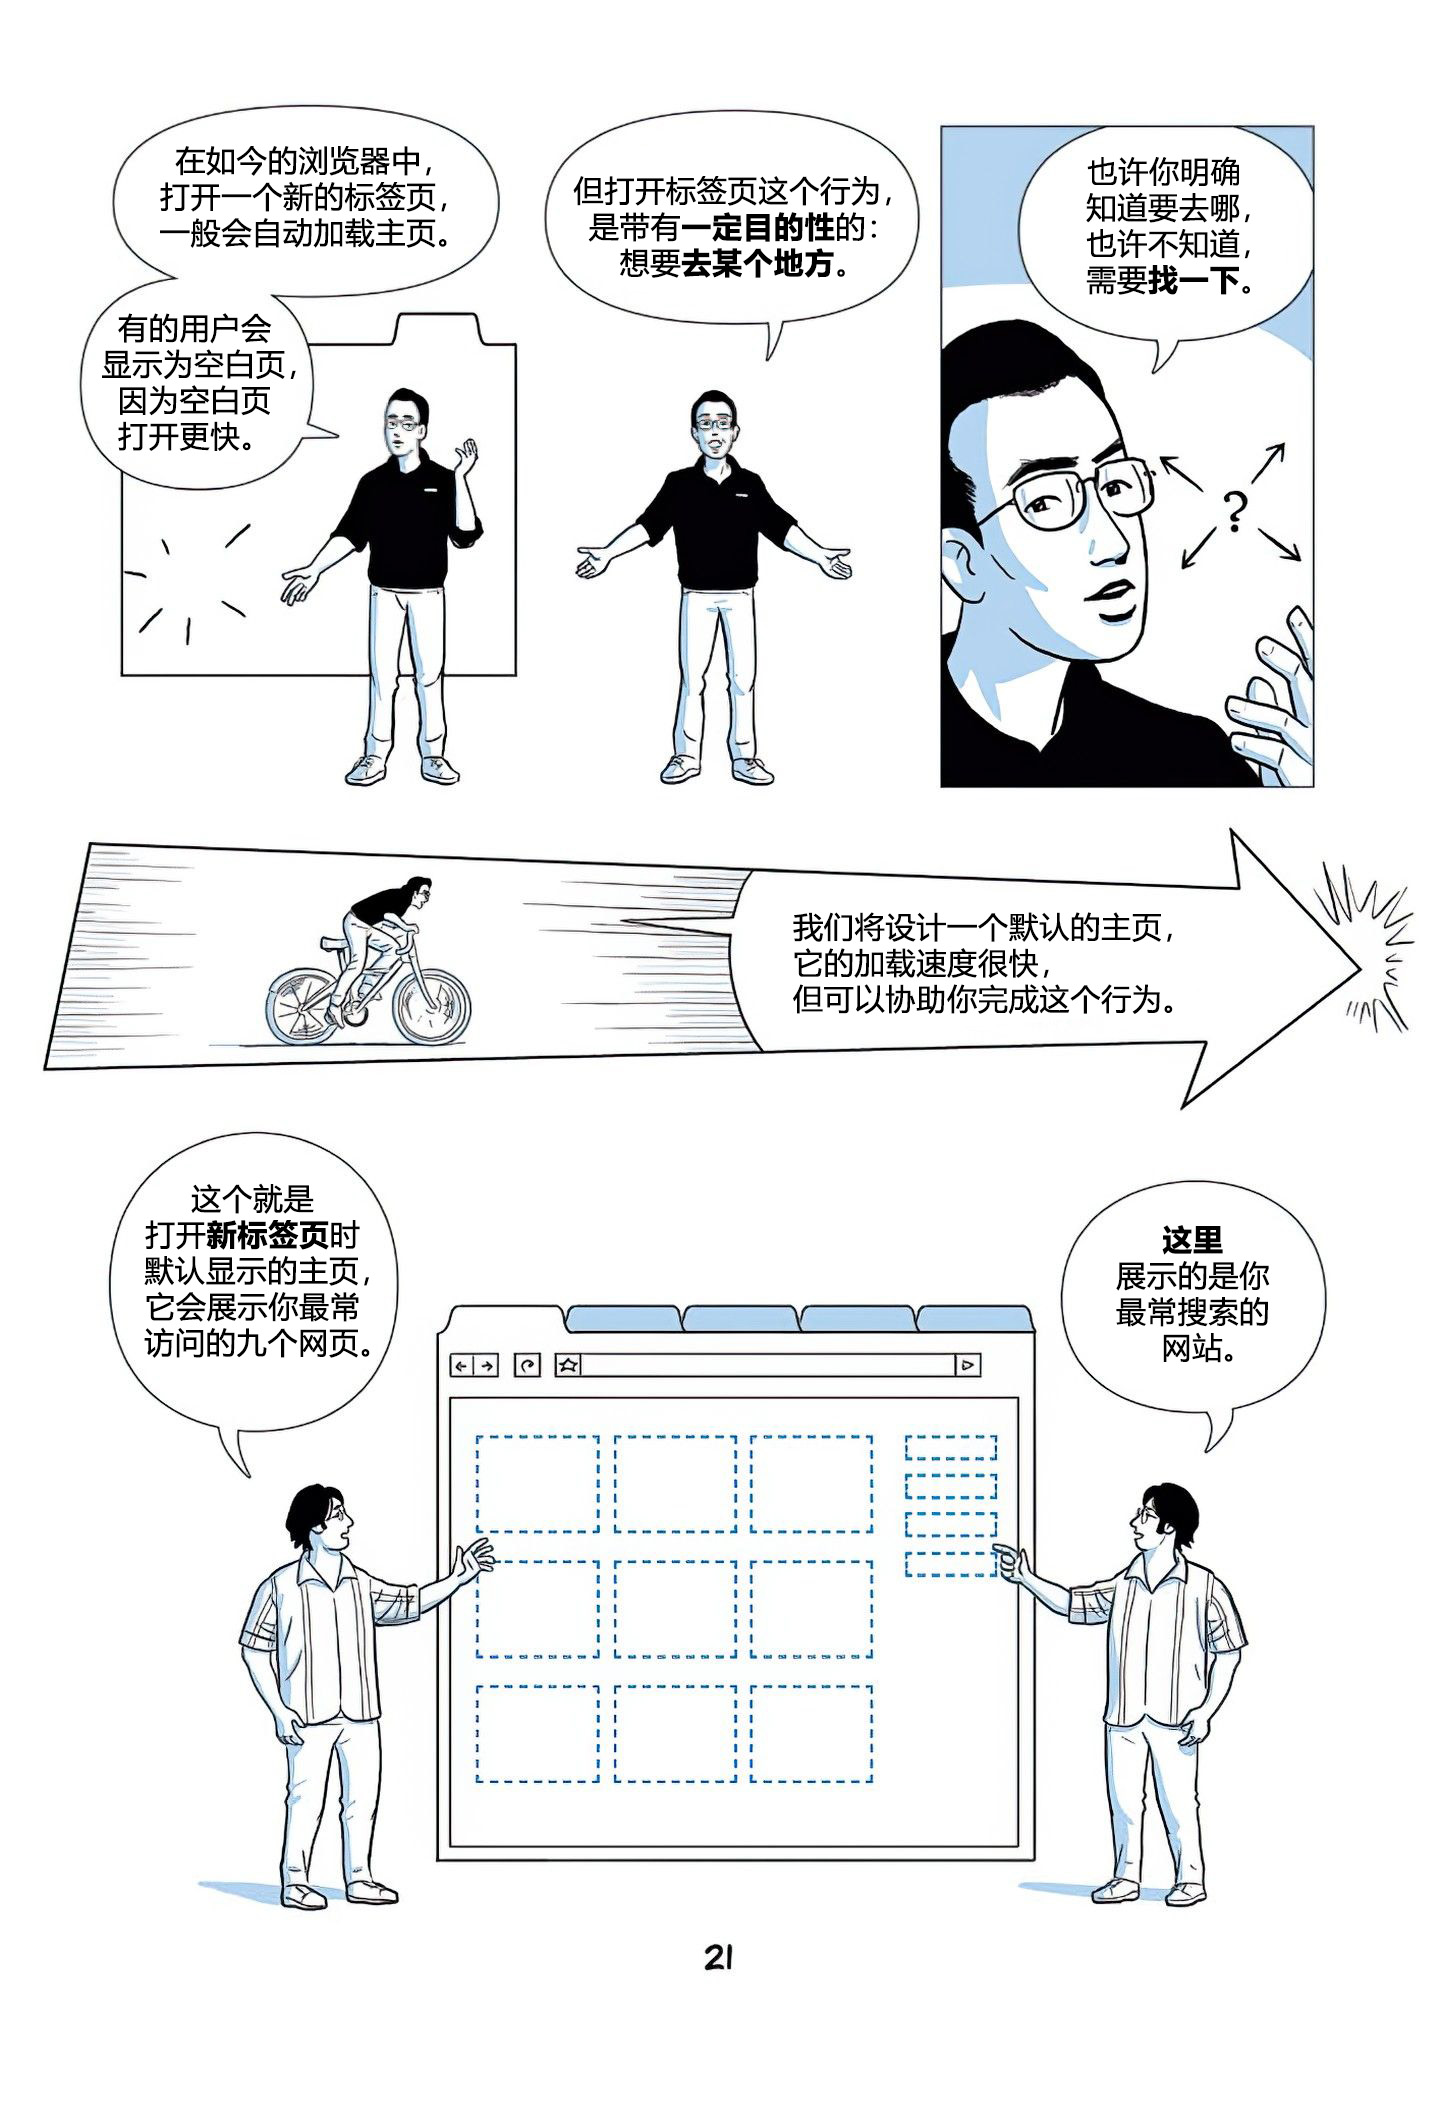 在如今的浏览器中，
打开一个新的标签页，
一般会自动加载主页。
有的用户会
显示为空白页，
因为空白页
打开更快。
但打开标签页这个行为，
是带有一定目的性的：
想要去某个地方。
也许你明确
知道要去哪，
也许不知道，
需要找一下。
?
我们将设计一个默认的主页，
它的加载速度很快，
但可以协助你完成这个行为。
这个就是
打开新标签页时
默认显示的主页，
它会展示你最常
访问的九个网页。
这里
展示的是你
最常搜索的
网站。
21